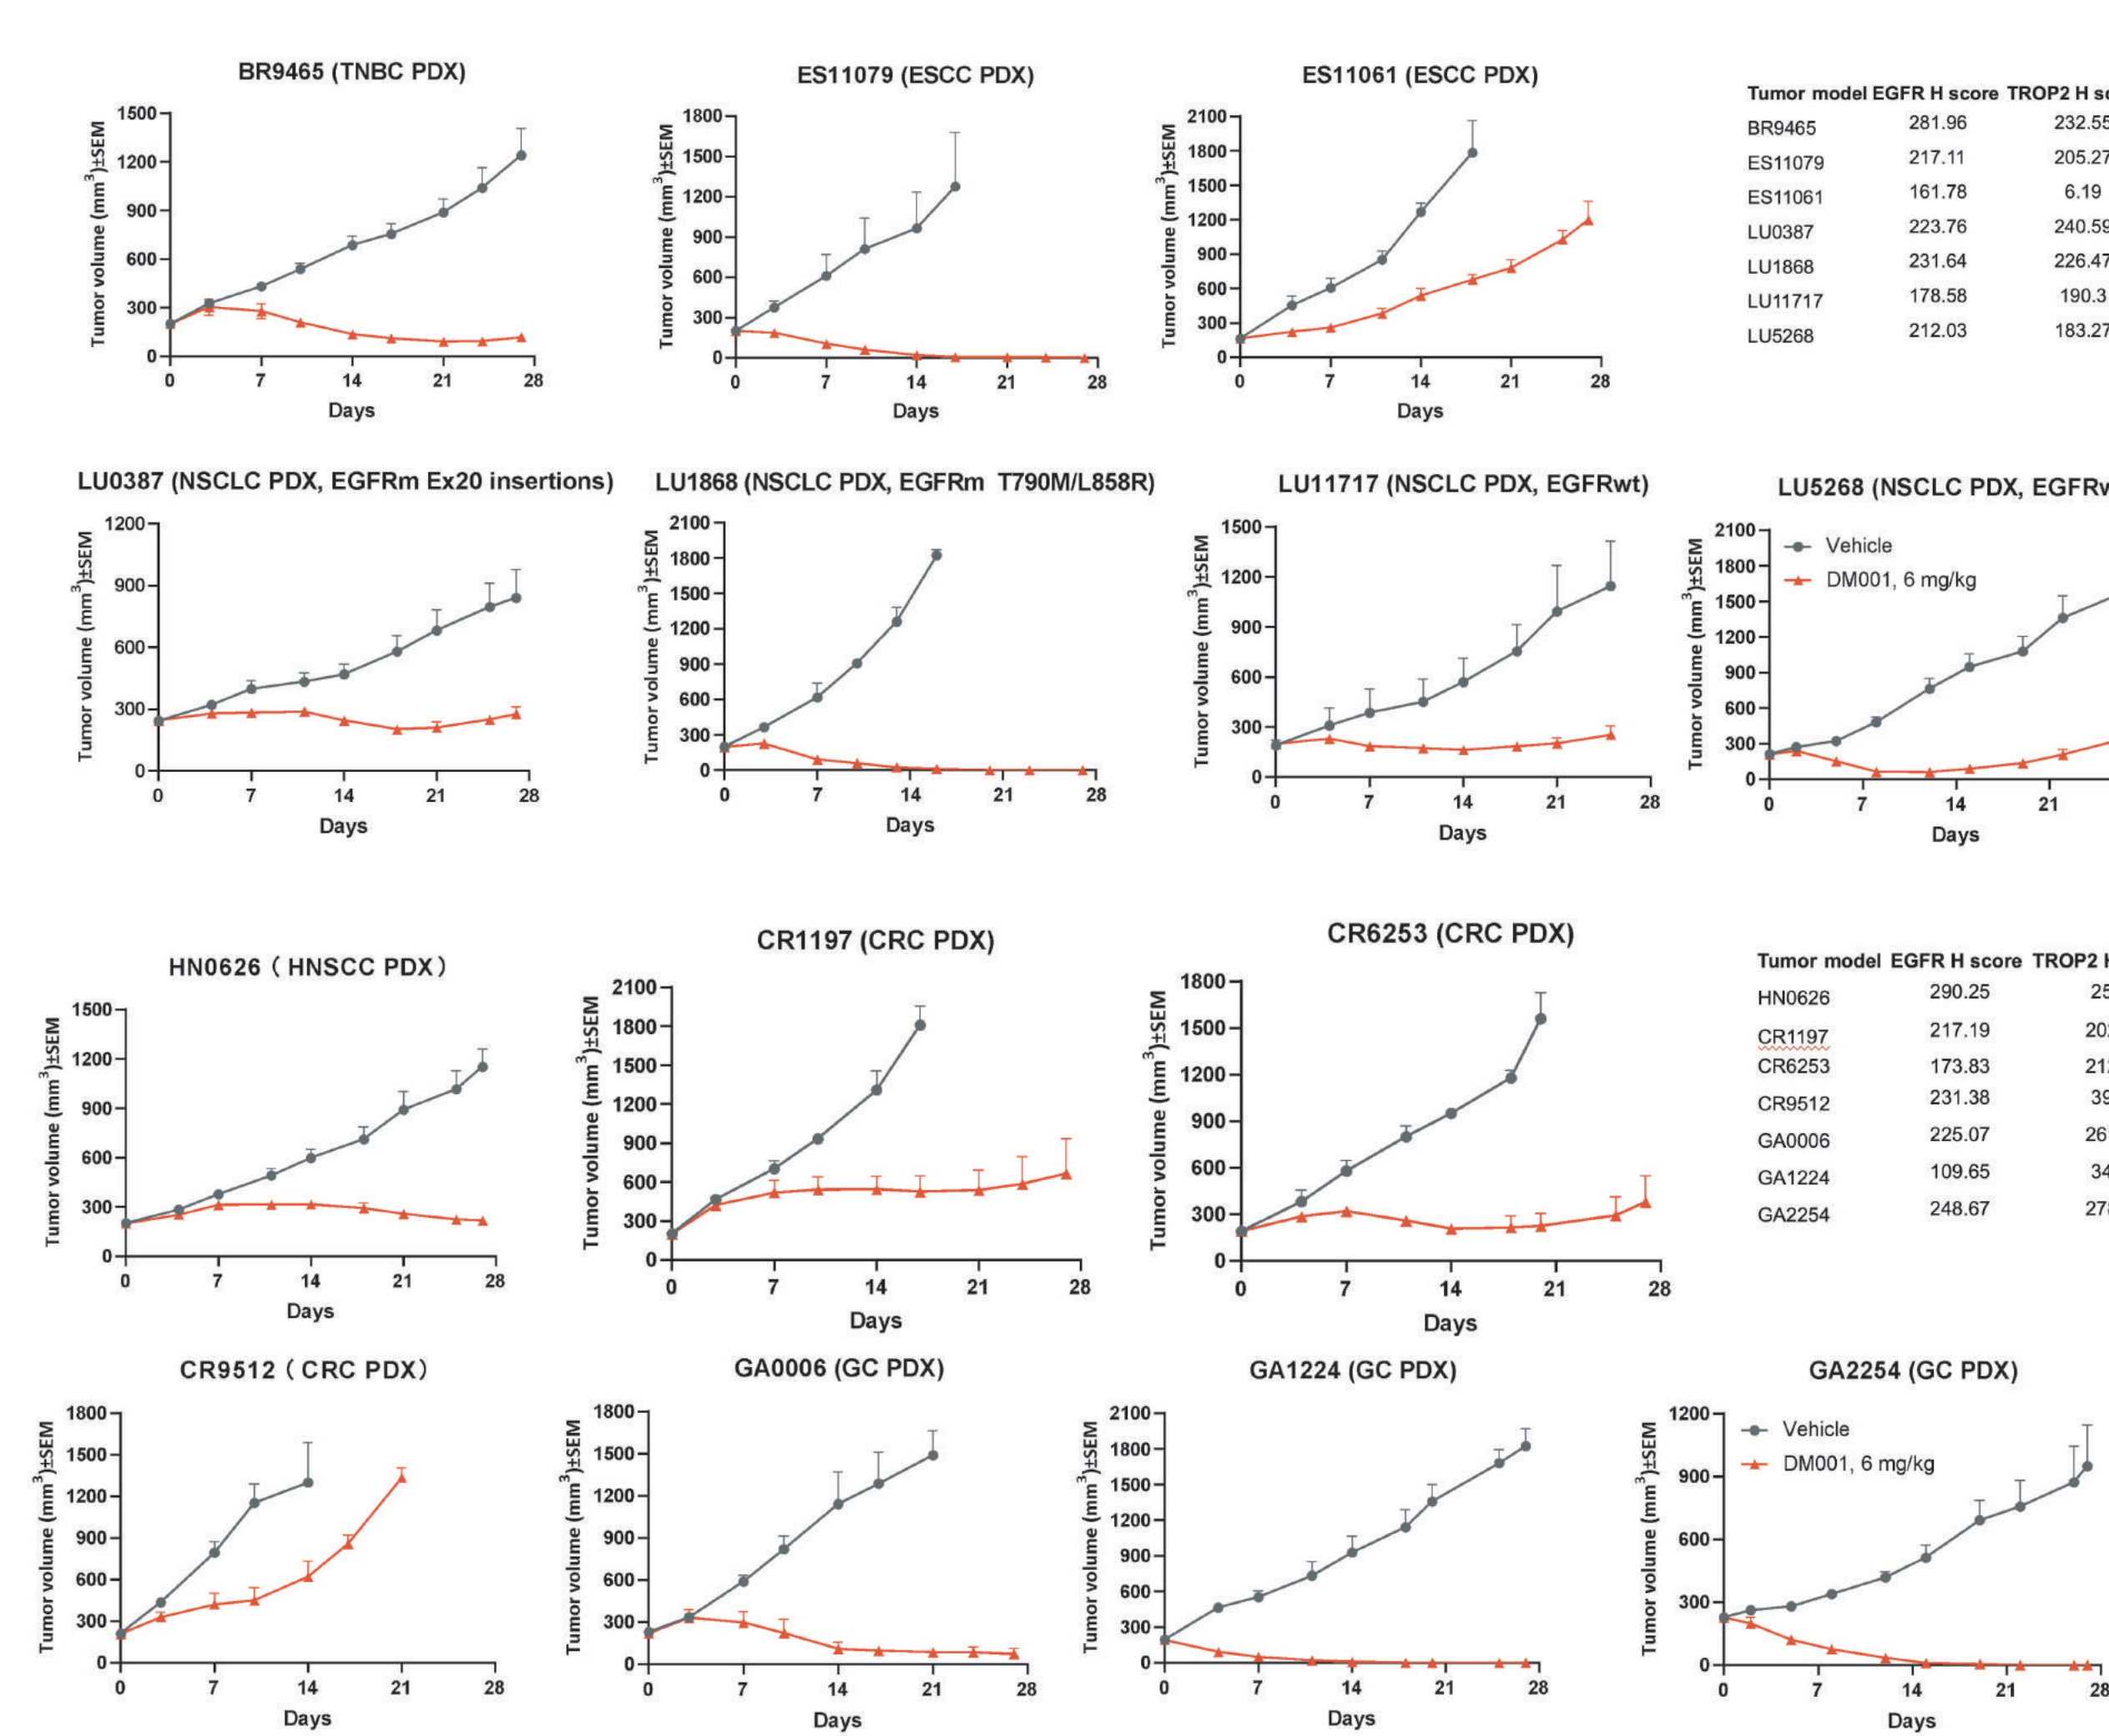 BR9465 (TNBC PDX)
Tumor volume (mm3)±SEM
1500
1200
900
600
300
0
0 7 14 21 28
Days
ES11079 (ESCC PDX)
Tumor volume (mm3)±SEM
1800
1500
1200
900
600
300
0
0 7 14 21 28
Days
ES11061 (ESCC PDX)
Tumor volume (mm3)±SEM
2100
1800
1500
1200
900
600
300
0
0 7 14 21 28
Days
Tumor model EGFR H score TROP2 H sc
BR9465 281.96 232.55
ES11079 217.11 205.27
ES11061 161.78 6.19
LU0387 223.76 240.59
LU1868 231.64 226.47
LU11717 178.58 190.3
LU5268 212.03 183.27
LU0387 (NSCLC PDX, EGFRm Ex20 insertions)
Tumor volume (mm3)±SEM
1200
900
600
300
0
0 7 14 21 28
Days
LU1868 (NSCLC PDX, EGFRm T790M/L858R)
Tumor volume (mm3)±SEM
2100
1800
1500
1200
900
600
300
0
0 7 14 21 28
Days
LU11717 (NSCLC PDX, EGFRwt)
Tumor volume (mm3)±SEM
1500
1200
900
600
300
0
0 7 14 21 28
Days
LU5268 (NSCLC PDX, EGFRw
Tumor volume (mm3)±SEM
2100
1800
1500
1200
900
600
300
0
Vehicle
DM001, 6 mg/kg
0 7 14 21
Days
HN0626 ( HNSCC PDX )
Tumor volume (mm3)±SEM
1500
1200
900
600
300
0
0 7 14 21 28
Days
CR1197 (CRC PDX)
Tumor volume (mm3)±SEM
2100
1800
1500
1200
900
600
300
0
0 7 14 21 28
Days
CR6253 (CRC PDX)
Tumor volume (mm3)±SEM
1800
1500
1200
900
600
300
0
0 7 14 21 28
Days
Tumor model EGFR H score TROP2 H
HN0626 290.25 25
CR1197 217.19 202
CR6253 173.83 212
CR9512 231.38 39
GA0006 225.07 26
GA1224 109.65 34
GA2254 248.67 278
CR9512 ( CRC PDX )
Tumor volume (mm3)±SEM
1800
1500
1200
900
600
300
0
0 7 14 21 28
Days
GA0006 (GC PDX)
Tumor volume (mm3)±SEM
1800
1500
1200
900
600
300
0
0 7 14 21 28
Days
GA1224 (GC PDX)
Tumor volume (mm3)±SEM
2100
1800
1500
1200
900
600
300
0
0 7 14 21 28
Days
GA2254 (GC PDX)
Tumor volume (mm3)±SEM
1200
900
600
300
0
Vehicle
DM001, 6 mg/kg
0 7 14 21 28
Days